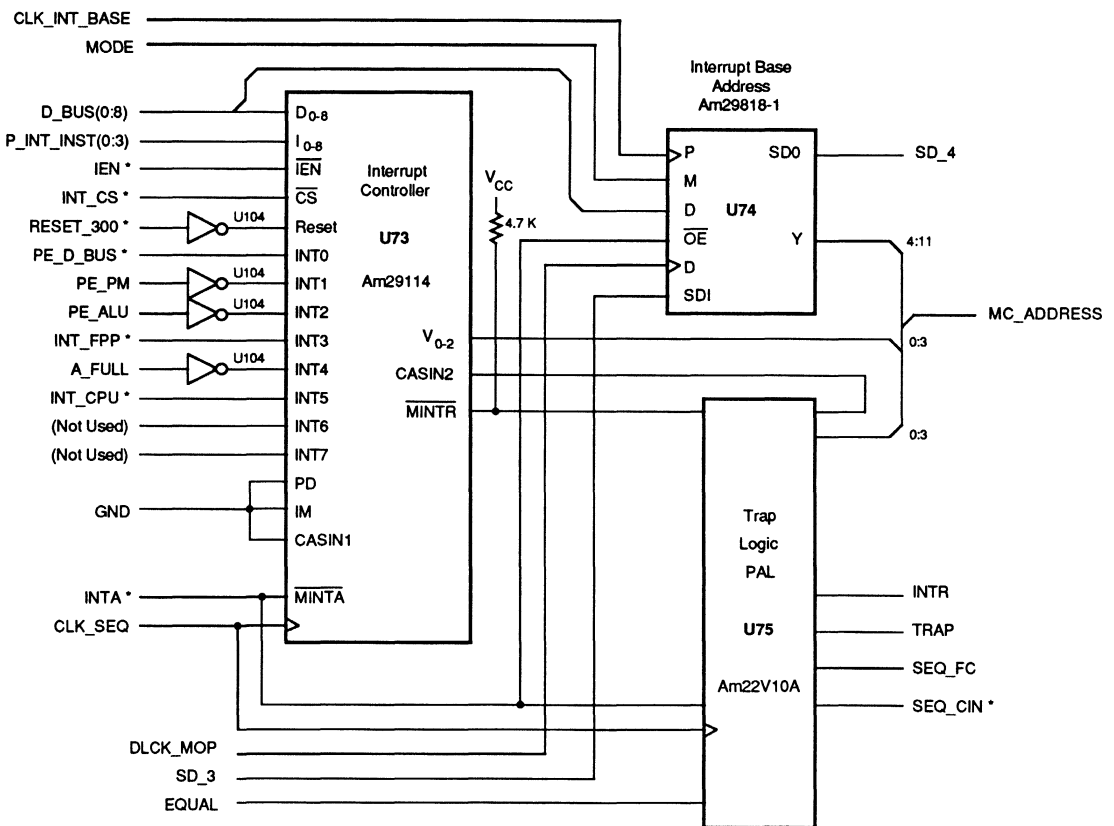 CLK_INT_BASE
MODE
D_BUS(0:8)
P_INT_INST(0:3)
IEN *
INT_CS *
RESET_300 *
PE_D_BUS *
PE_PM
PE_ALU
INT_FPP *
A_FULL
INT_CPU *
(Not Used)
(Not Used)
GND
INTA *
CLK_SEQ
DLCK_MOP
SD_3
EQUAL
U104
U104
U104
U104
D0-8
I0-8
IEN
CS
Reset
INT0
INT1
INT2
INT3
INT4
INT5
INT6
INT7
PD
IM
CASIN1
MINTA
Interrupt
Controller
U73
Am29114
V0-2
CASIN2
MINTR
VCC
4.7 K
Interrupt Base
Address
Am29818-1
P
M
D
OE
D
SDI
SD0
U74
Y
SD_4
4:11
MC_ADDRESS
0:3
0:3
Trap
Logic
PAL
U75
Am22V10A
INTR
TRAP
SEQ_FC
SEQ_CIN *